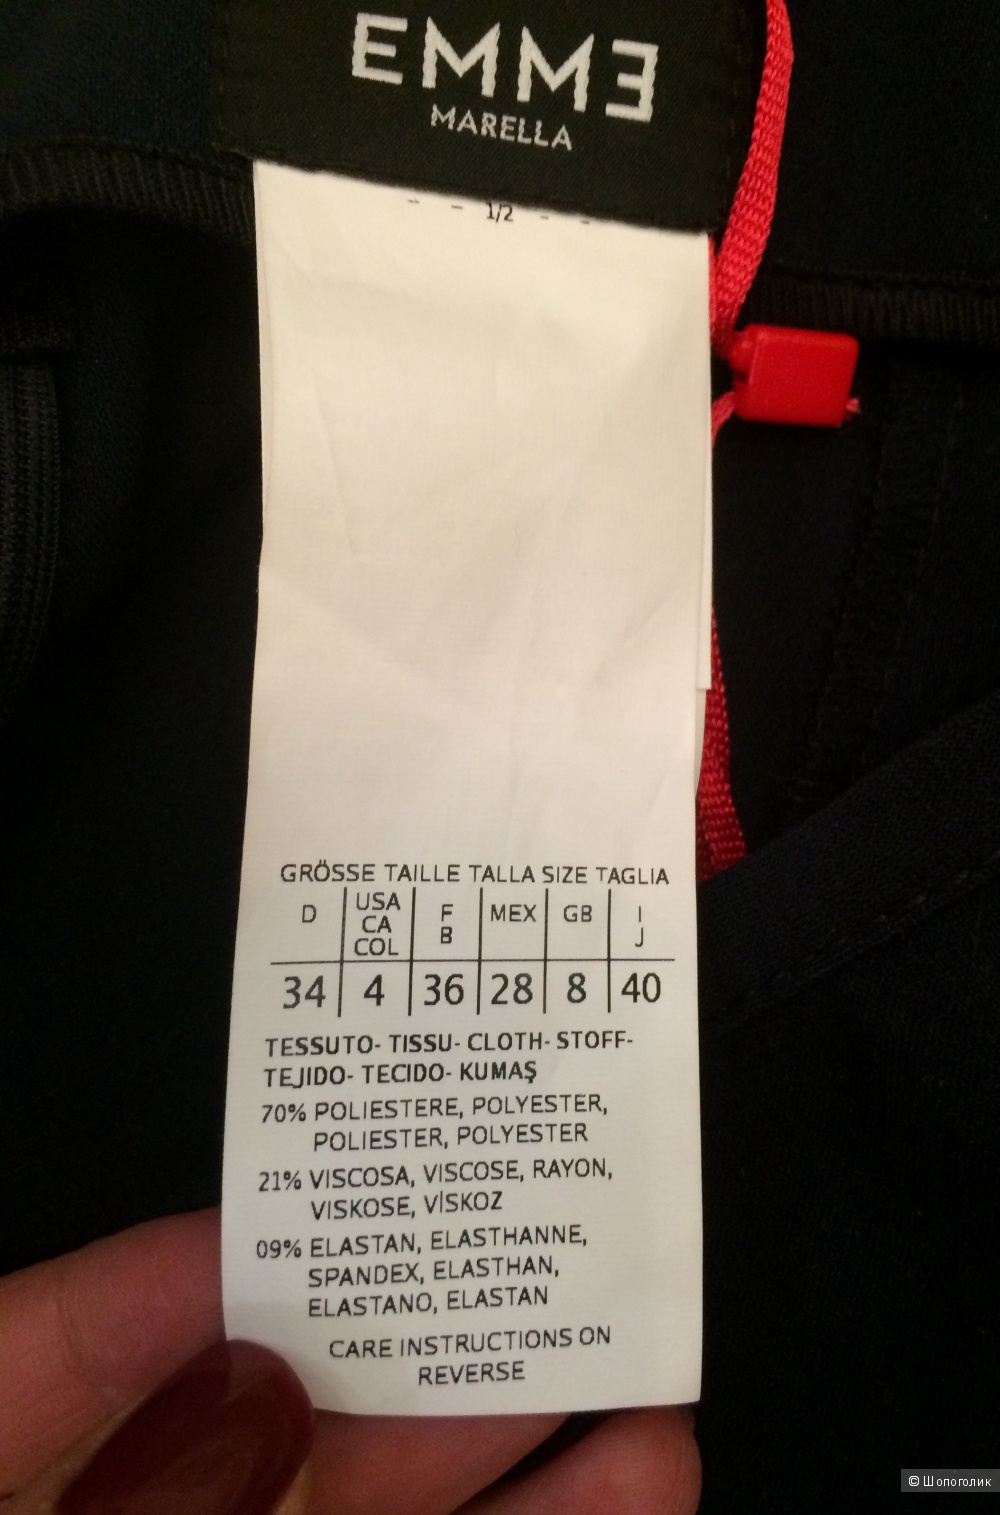 EMME
MARELLA
- - 1/2 - -
GRÖSSE TAILLE TALLA SIZE TAGLIA
D USA CA COL F B MEX GB I J
34 4 36 28 8 40
TESSUTO- TISSU- CLOTH- STOFF-
TEJIDO- TECIDO- KUMAŞ
70% POLIESTERE, POLYESTER,
POLIESTER, POLYESTER
21% VISCOSA, VISCOSE, RAYON,
VISKOSE, VİSKOZ
09% ELASTAN, ELASTHANNE,
SPANDEX, ELASTHAN,
ELASTANO, ELASTAN
CARE INSTRUCTIONS ON
REVERSE
© Шопоголик